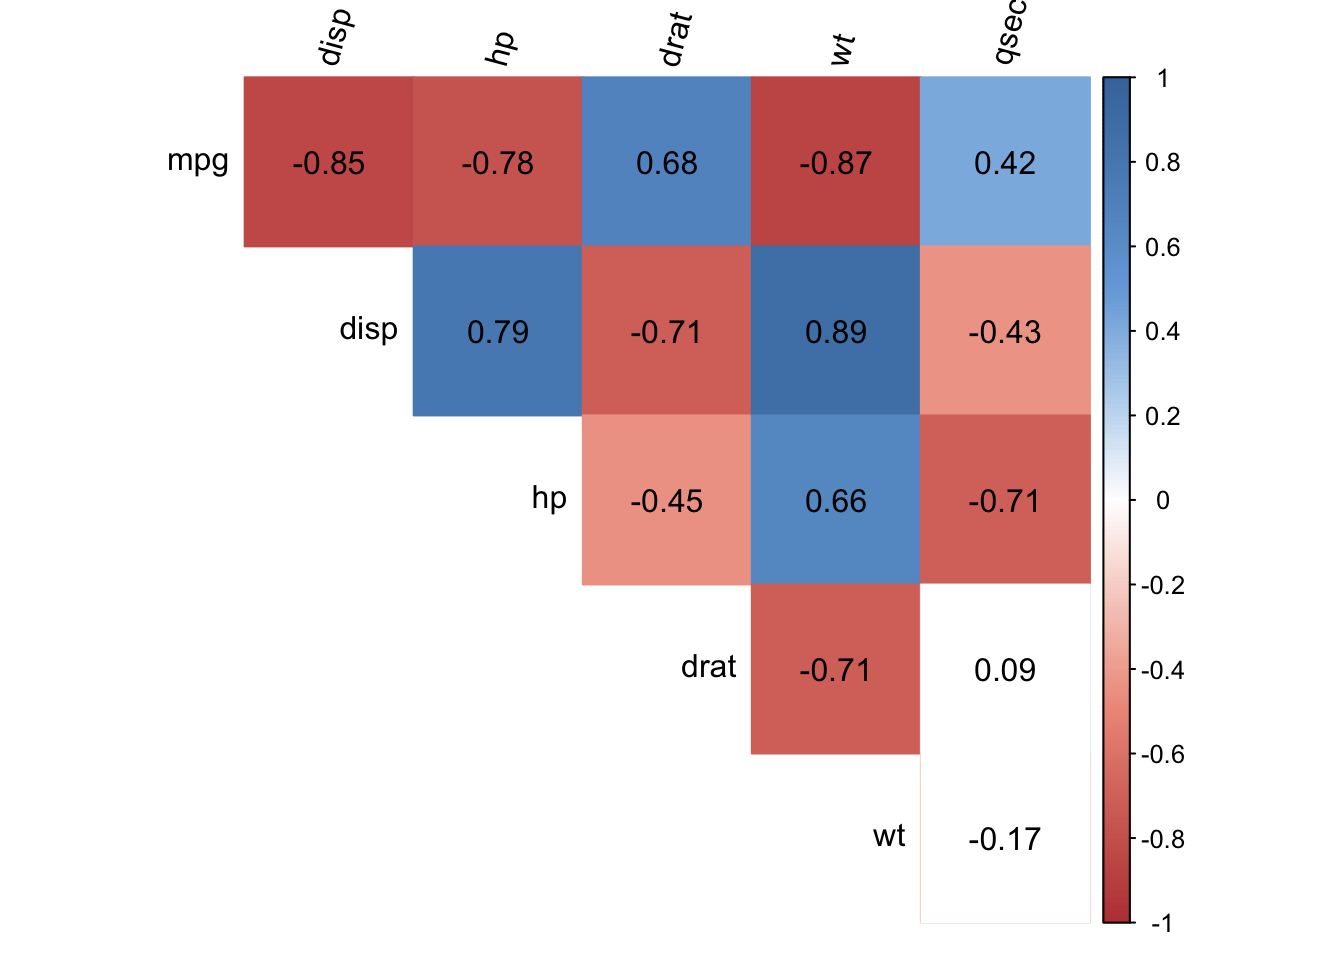 disp hp drat wt qsec
mpg -0.85 -0.78 0.68 -0.87 0.42
disp 0.79 -0.71 0.89 -0.43
hp -0.45 0.66 -0.71
drat -0.71 0.09
wt -0.17
1
0.8
0.6
0.4
0.2
0
-0.2
-0.4
-0.6
-0.8
-1